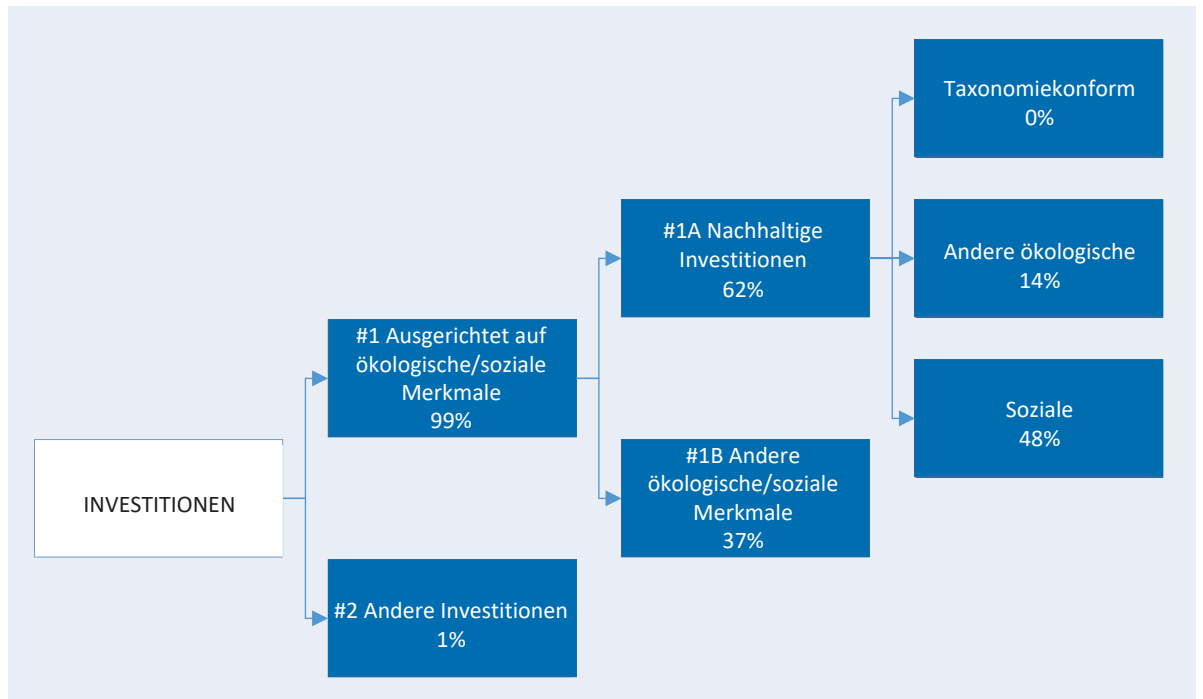 INVESTITIONEN
#1 Ausgerichtet auf
ökologische/soziale
Merkmale
99%
#2 Andere Investitionen
1%
#1A Nachhaltige
Investitionen
62%
#1B Andere
ökologische/soziale
Merkmale
37%
Taxonomiekonform
0%
Andere ökologische
14%
Soziale
48%